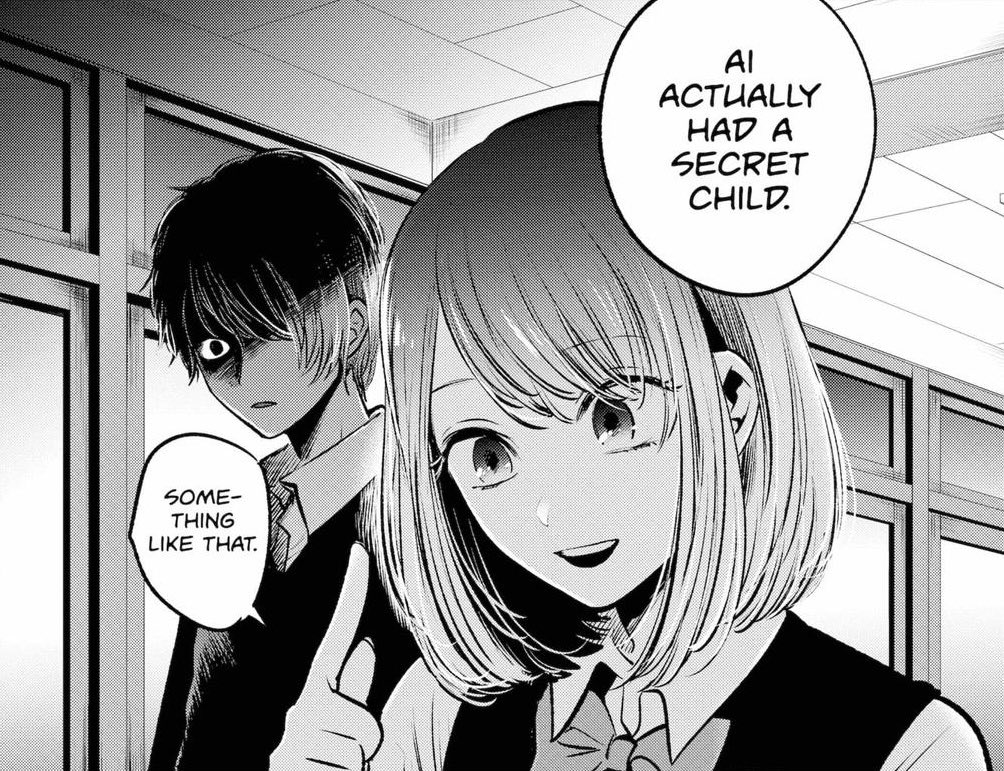 AI
ACTUALLY
HAD A
SECRET
CHILD.
SOME-
THING
LIKE THAT.